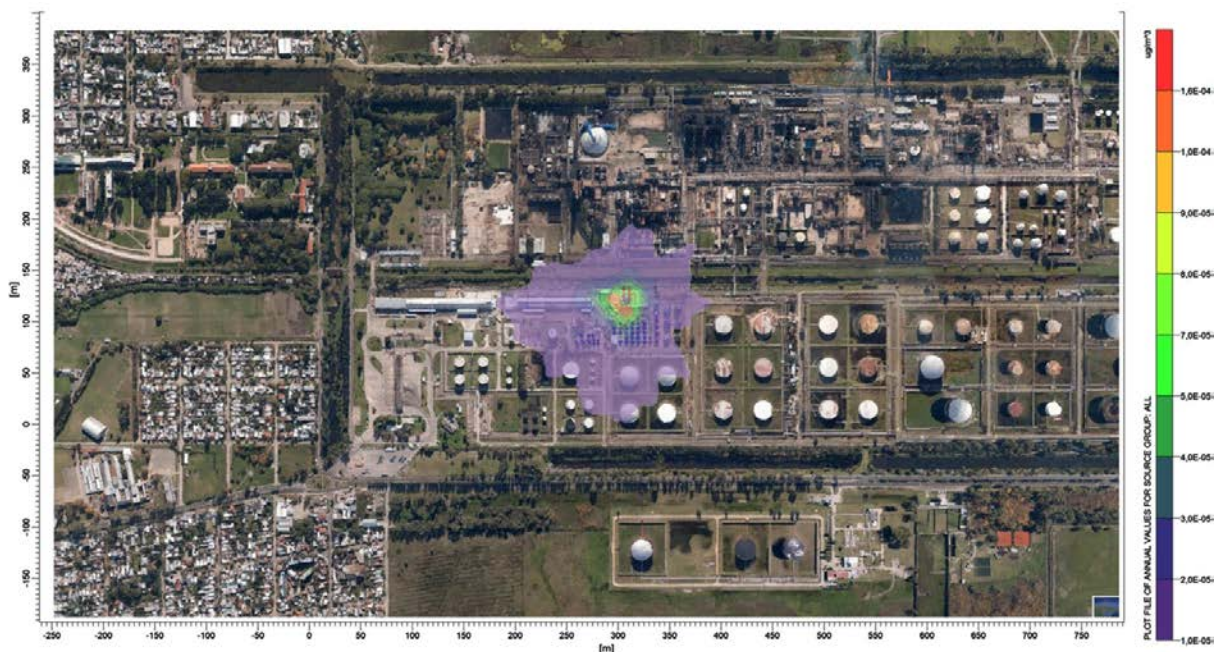 ug/m^3
350
300
250
200
150
100
50
0
-50
-100
-150
[m]
-250 -200 -150 -100 -50 0 50 100 150 200 250 300 350 400 450 500 550 600 650 700 750
[m]
PLOT FILE OF ANNUAL VALUES FOR SOURCE GROUP: ALL
1,6E-04
1,0E-04
9,0E-05
8,0E-05
7,0E-05
5,0E-05
4,0E-05
3,0E-05
2,0E-05
1,0E-05